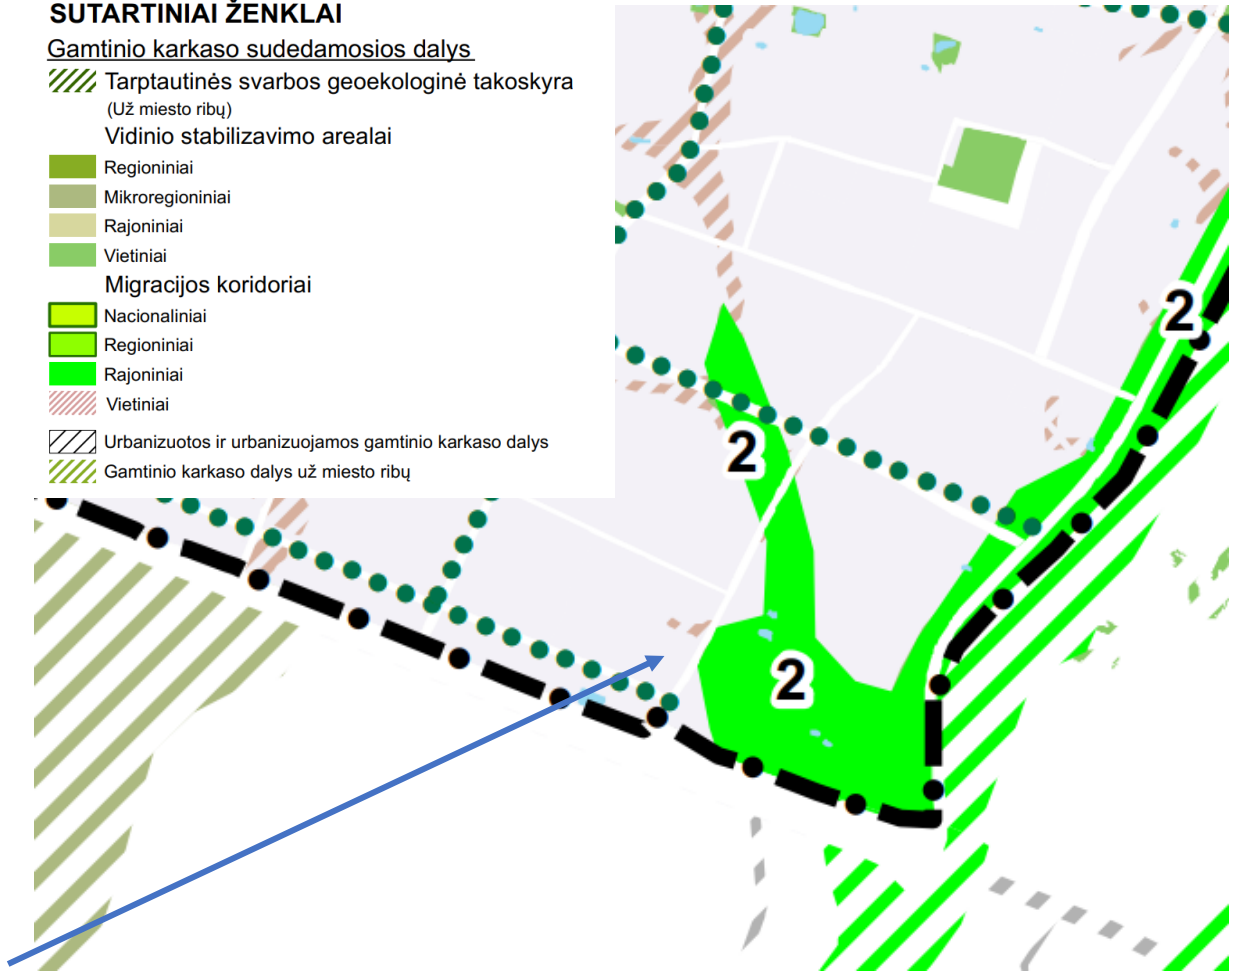 SUTARTINIAI ŽENKLAI
Gamtinio karkaso sudedamosios dalys
Tarptautinės svarbos geoekologinė takoskyra
(Už miesto ribų)
Vidinio stabilizavimo arealai
Regioniniai
Mikroregioniniai
Rajoniniai
Vietiniai
Migracijos koridoriai
Nacionaliniai
Regioniniai
Rajoniniai
Vietiniai
Urbanizuotos ir urbanizuojamos gamtinio karkaso dalys
Gamtinio karkaso dalys už miesto ribų
2
2
2